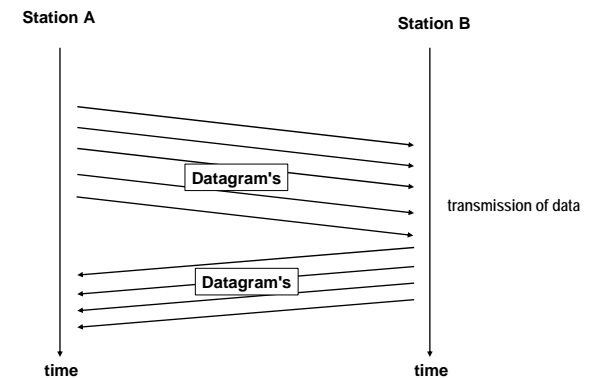 Station A
Station B
Datagram's
transmission of data
Datagram's
time
time